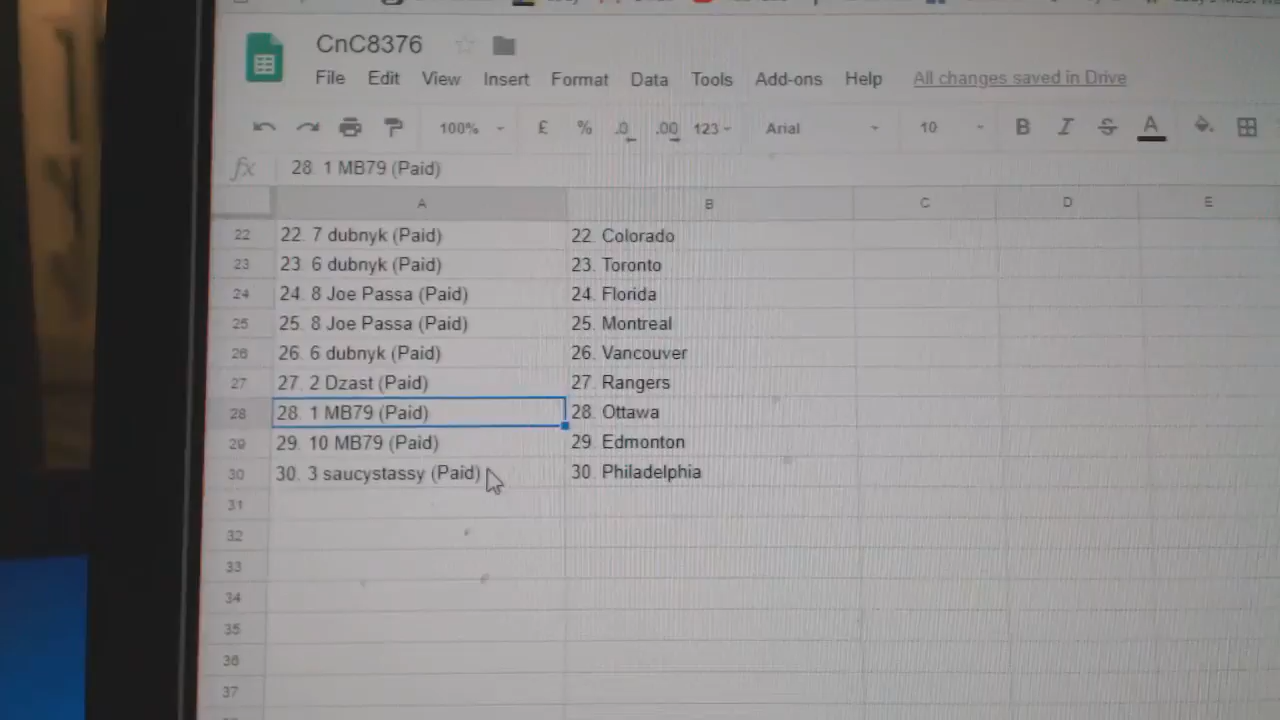 CnC8376
File Edit View Insert Format Data Tools Add-ons Help All changes saved in Drive
100% £ % .0 .00 123 Arial 10 B I S A
fx 28. 1 MB79 (Paid)
A B C D E
22 22. 7 dubnyk (Paid) 22. Colorado
23 23. 6 dubnyk (Paid) 23. Toronto
24 24. 8 Joe Passa (Paid) 24. Florida
25 25. 8 Joe Passa (Paid) 25. Montreal
26 26. 6 dubnyk (Paid) 26. Vancouver
27 27. 2 Dzast (Paid) 27. Rangers
28 28. 1 MB79 (Paid) 28. Ottawa
29 29. 10 MB79 (Paid) 29. Edmonton
30 30. 3 saucystassy (Paid) 30. Philadelphia
31
32
33
34
35
36
37